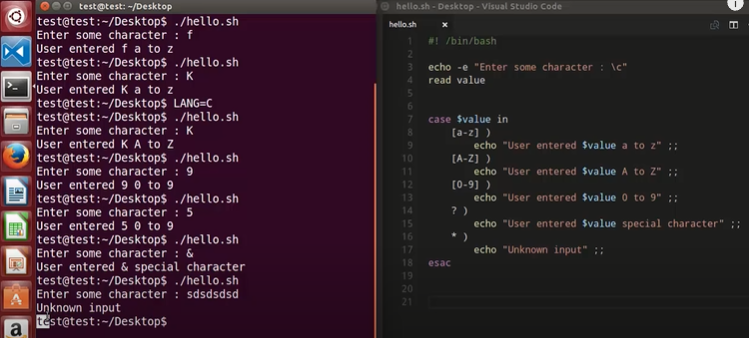 test@test: ~/Desktop
test@test:~/Desktop$ ./hello.sh
Enter some character : f
User entered f a to z
test@test:~/Desktop$ ./hello.sh
Enter some character : K
User entered K a to z
test@test:~/Desktop$ LANG=C
test@test:~/Desktop$ ./hello.sh
Enter some character : K
User entered K A to Z
test@test:~/Desktop$ ./hello.sh
Enter some character : 9
User entered 9 0 to 9
test@test:~/Desktop$ ./hello.sh
Enter some character : 5
User entered 5 0 to 9
test@test:~/Desktop$ ./hello.sh
Enter some character : &
User entered & special character
test@test:~/Desktop$ ./hello.sh
Enter some character : sdsdsdsd
Unknown input
test@test:~/Desktop$
hello.sh - Desktop - Visual Studio Code
hello.sh
1 #! /bin/bash
2
3 echo -e "Enter some character : \c"
4 read value
5
6
7 case $value in
8 [a-z] )
9 echo "User entered $value a to z" ;;
10 [A-Z] )
11 echo "User entered $value A to Z" ;;
12 [0-9] )
13 echo "User entered $value 0 to 9" ;;
14 ? )
15 echo "User entered $value special character" ;;
16 * )
17 echo "Unknown input" ;;
18 esac
19
20
21